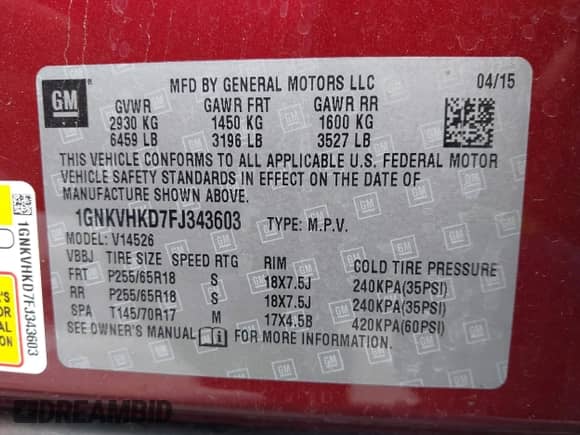 GM
MFD BY GENERAL MOTORS LLC 04/15
GVWR GAWR FRT GAWR RR
2930 KG 1450 KG 1600 KG
6459 LB 3196 LB 3527 LB
THIS VEHICLE CONFORMS TO ALL APPLICABLE U.S. FEDERAL MOTOR
VEHICLE SAFETY STANDARDS IN EFFECT ON THE DATE OF
MANUFACTURE SHOWN ABOVE.
1GNKVHKD7FJ343603 TYPE: M.P.V.
MODEL: V14526
VBBJ TIRE SIZE SPEED RTG RIM COLD TIRE PRESSURE
FRT P255/65R18 S 18X7.5J 240KPA(35PSI)
RR P255/65R18 S 18X7.5J 240KPA(35PSI)
SPA T145/70R17 M 17X4.5B 420KPA(60PSI)
SEE OWNER'S MANUAL FOR MORE INFORMATION.
1GNKVHKD7FJ343603
DREAMBID